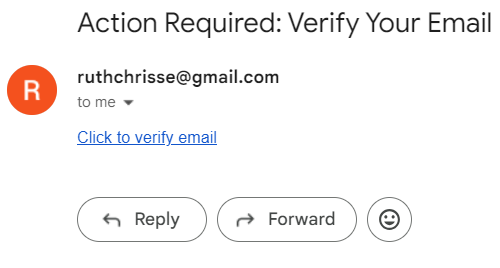 Action Required: Verify Your Email
R
ruthchrisse@gmail.com
to me
Click to verify email
Reply
Forward